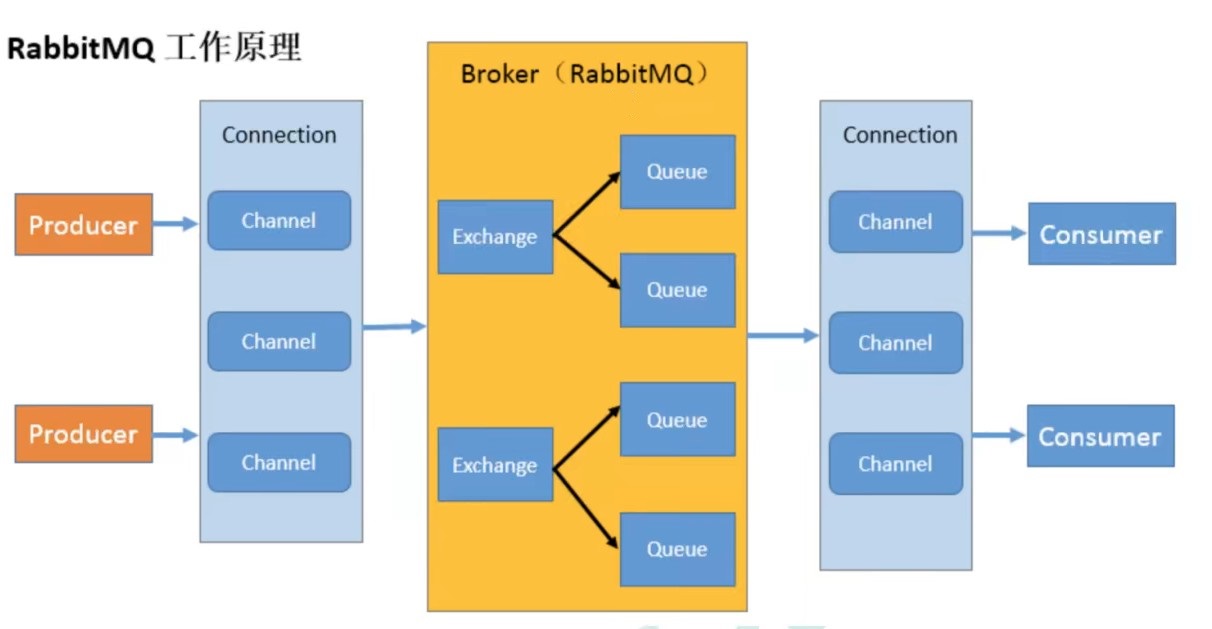 RabbitMQ 工作原理
Broker（RabbitMQ）
Connection
Connection
Producer
Channel
Exchange
Queue
Queue
Channel
Consumer
Channel
Channel
Producer
Channel
Exchange
Queue
Queue
Channel
Consumer